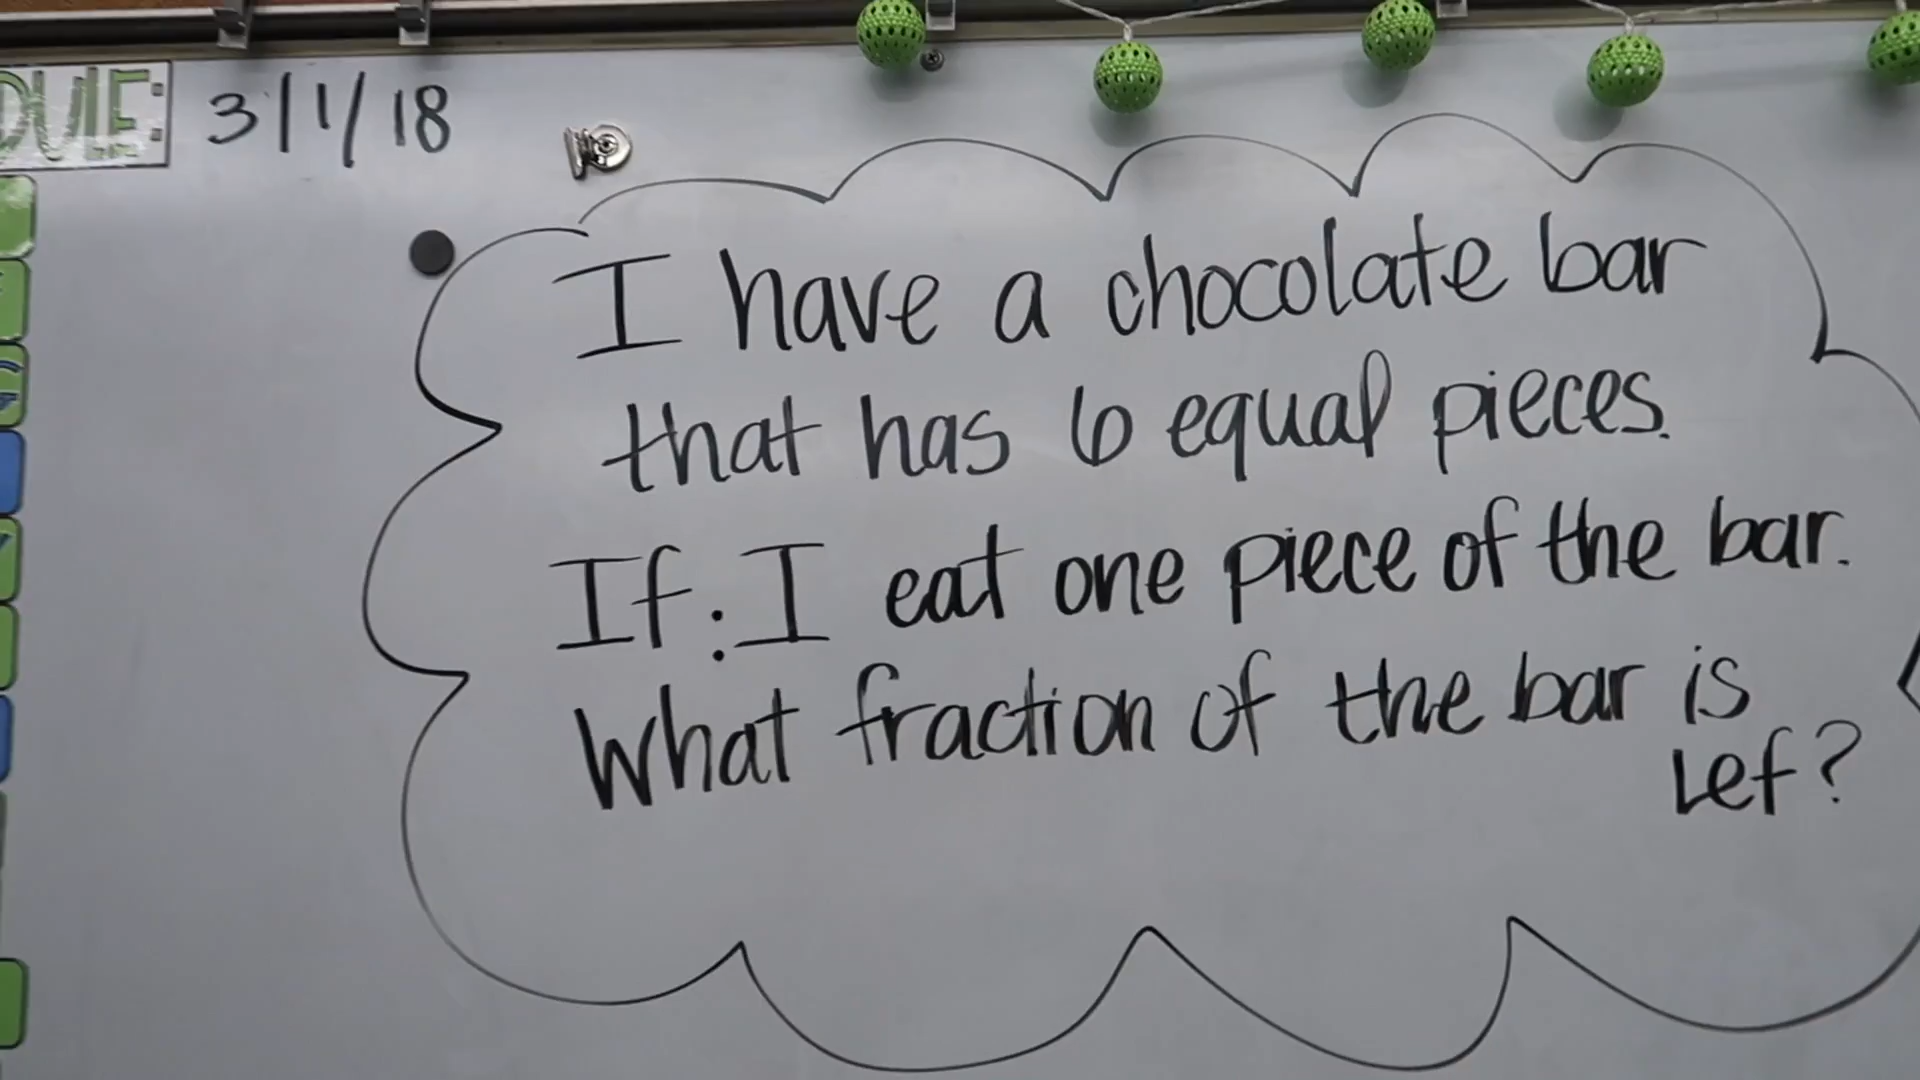 DULE: 3/1/18
I have a chocolate bar
that has 6 equal pieces.
If: I eat one piece of the bar.
What fraction of the bar is
Lef?